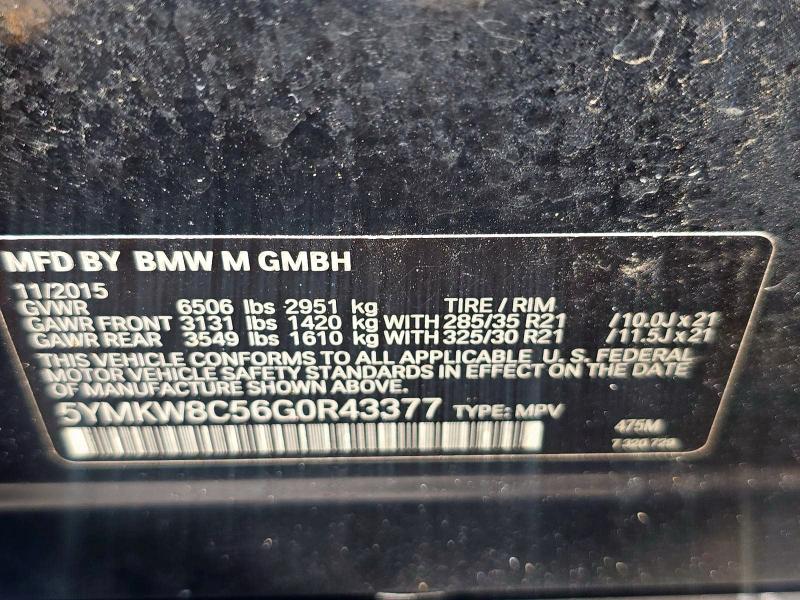 MFD BY BMW M GMBH
11/2015
GVWR 6506 lbs 2951 kg TIRE / RIM
GAWR FRONT 3131 lbs 1420 kg WITH 285/35 R21 /10.0J x 21
GAWR REAR 3549 lbs 1610 kg WITH 325/30 R21 /11.5J x 21
THIS VEHICLE CONFORMS TO ALL APPLICABLE U.S. FEDERAL
MOTOR VEHICLE SAFETY STANDARDS IN EFFECT ON THE DATE
OF MANUFACTURE SHOWN ABOVE.
5YMKW8C56G0R43377 TYPE: MPV 475M